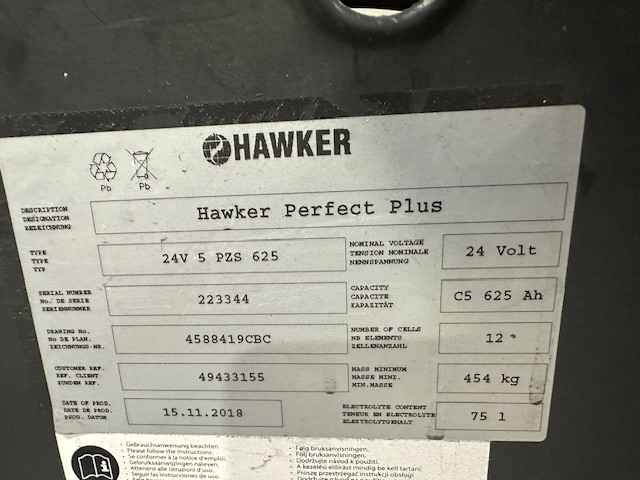 HAWKER
Pb Pb
DESCRIPTION
DESIGNATION
BEZEICHNUNG
Hawker Perfect Plus
TYPE
TYPE
TYP
24V 5 PZS 625
NOMINAL VOLTAGE
TENSION NOMINALE
NENNSPANNUNG
24 Volt
SERIAL NUMBER
NO. DE SERIE
SERIENNUMMER
223344
CAPACITY
CAPACITE
KAPAZITÄT
C5 625 Ah
DRAWING NO.
NO DE PLAN.
ZEICHNUNGS-NR.
4588419CBC
NUMBER OF CELLS
NB ELEMENTS
ZELLENANZAHL
12
CUSTOMER REF.
REF. CLIENT
KUNDEN REF.
49433155
MASS MINIMUM
MASSE MINI.
MIN.MASSE
454 kg
DATE OF PROD.
DATE DE PROD.
PROD. DATUM
15.11.2018
ELECTROLYTE CONTENT
TENEUR EN ELECTROLYTE
ELEKTROLYTGEHALT
75 l
• Gebrauchsanweisung beachten.
• Please follow the instructions.
• Se conformer à la notice d'emploi.
• Gebruiksaanwijzingen naleven.
• Attenersi alle istruzioni di
• Seguir las instrucciones de
• Følg bruksanvisningen.
• Följ bruksanvisningen.
• Dodržujte návod k použití.
• A kezelési előírást mindig be kell tartani.
• Proszę przestrzegać instrukcji obsługi